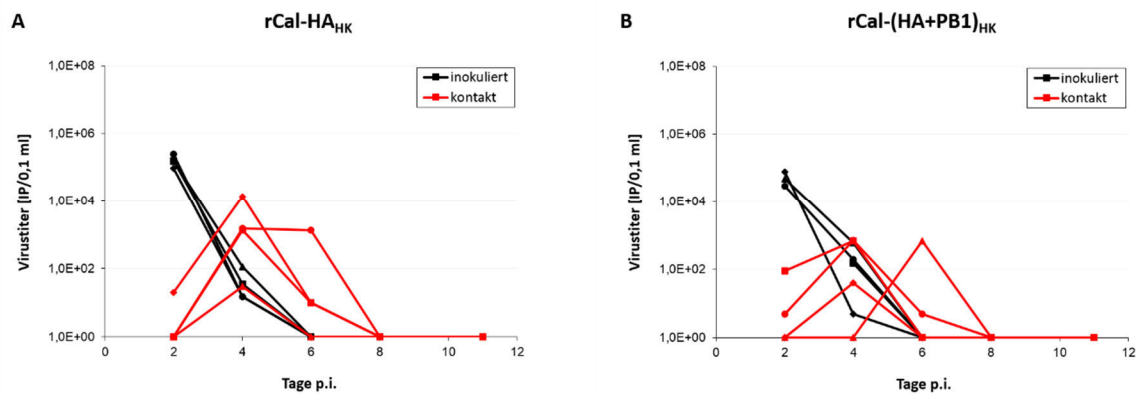 A
rCal-HA_HK
1,0E+08
1,0E+06
1,0E+04
1,0E+02
1,0E+00
Virustiter [IP/0,1 ml]
inokuliert
kontakt
0 2 4 6 8 10 12
Tage p.i.
B
rCal-(HA+PB1)_HK
1,0E+08
1,0E+06
1,0E+04
1,0E+02
1,0E+00
Virustiter [IP/0,1 ml]
inokuliert
kontakt
0 2 4 6 8 10 12
Tage p.i.